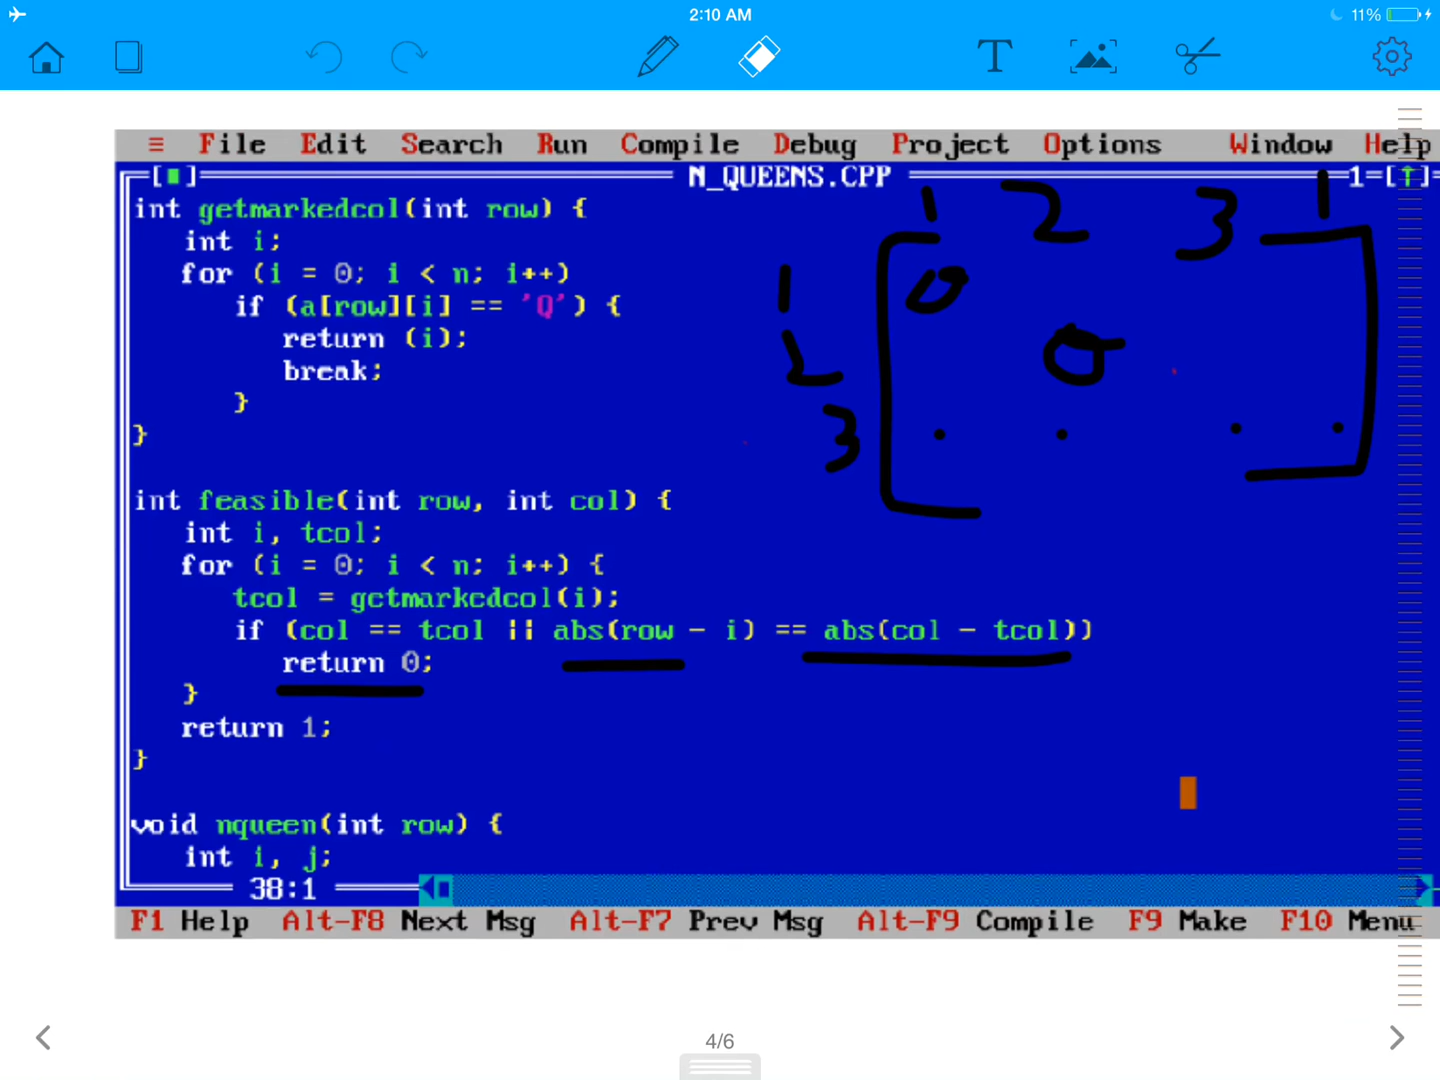 2:10 AM 11%
T
≡ File Edit Search Run Compile Debug Project Options Window Help
[■] N_QUEENS.CPP 1=[↑]
int getmarkedcol(int row) {
int i;
for (i = 0; i < n; i++)
if (a[row][i] == 'Q') {
return (i);
break;
}
}
int feasible(int row, int col) {
int i, tcol;
for (i = 0; i < n; i++) {
tcol = getmarkedcol(i);
if (col == tcol || abs(row - i) == abs(col - tcol))
return 0;
}
return 1;
}
void nqueen(int row) {
int i, j;
38:1
1 2 3 1
1
2
3
F1 Help Alt-F8 Next Msg Alt-F7 Prev Msg Alt-F9 Compile F9 Make F10 Menu
4/6